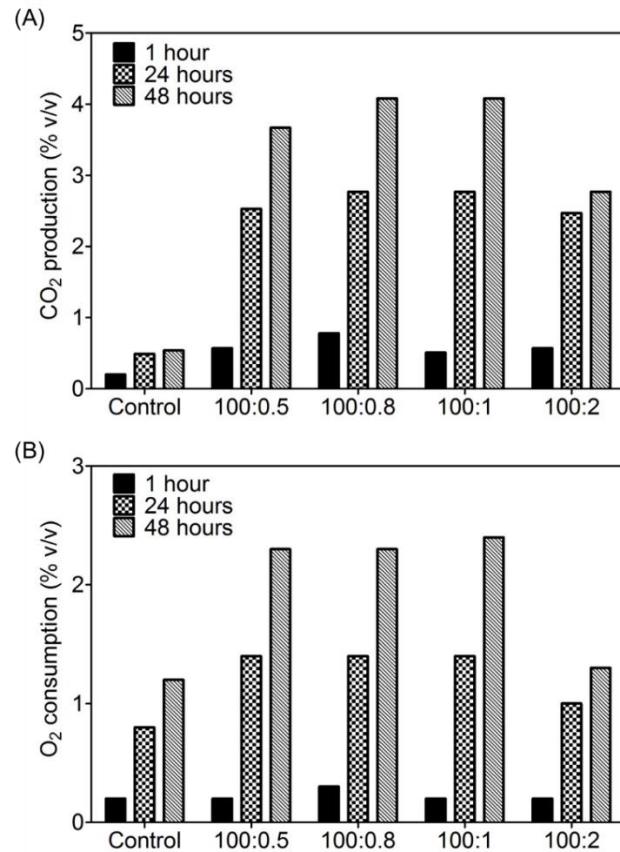 (A)
5
4
3
2
1
0
CO₂ production (% v/v)
1 hour
24 hours
48 hours
Control 100:0.5 100:0.8 100:1 100:2
(B)
3
2
1
0
O₂ consumption (% v/v)
1 hour
24 hours
48 hours
Control 100:0.5 100:0.8 100:1 100:2